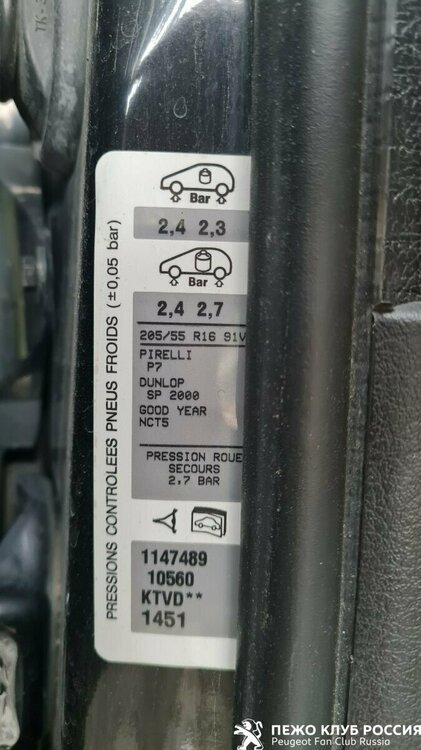 Bar
2,4 2,3
Bar
2,4 2,7
205/55 R16 91V
PIRELLI
P7
DUNLOP
SP 2000
GOOD YEAR
NCT5
PRESSION ROUE
SECOURS
2,7 BAR
PRESSIONS CONTROLEES PNEUS FROIDS (±0,05 bar)
1147489
10560
KTVD**
1451
ПЕЖО КЛУБ РОССИЯ
Peugeot Fan Club Russia